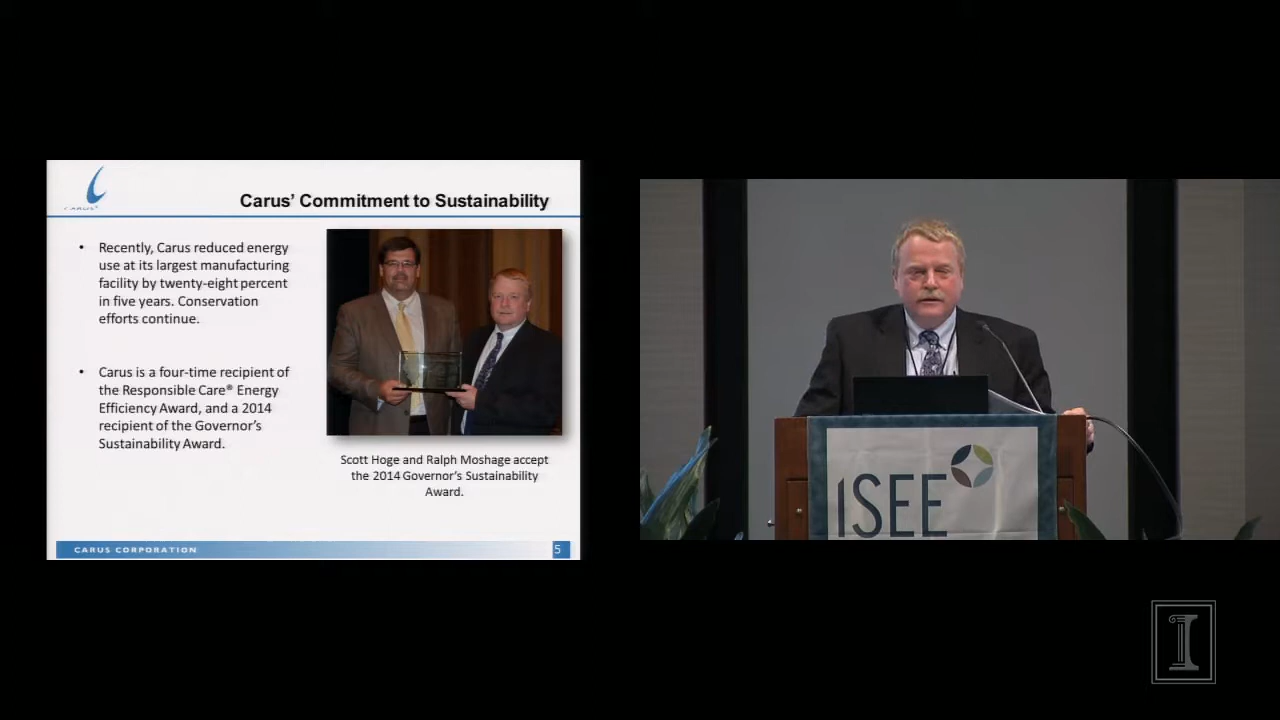 CARUS
Carus' Commitment to Sustainability
• Recently, Carus reduced energy
use at its largest manufacturing
facility by twenty-eight percent
in five years. Conservation
efforts continue.
• Carus is a four-time recipient of
the Responsible Care® Energy
Efficiency Award, and a 2014
recipient of the Governor's
Sustainability Award.
Scott Hoge and Ralph Moshage accept
the 2014 Governor's Sustainability
Award.
CARUS CORPORATION
5
ISEE
I